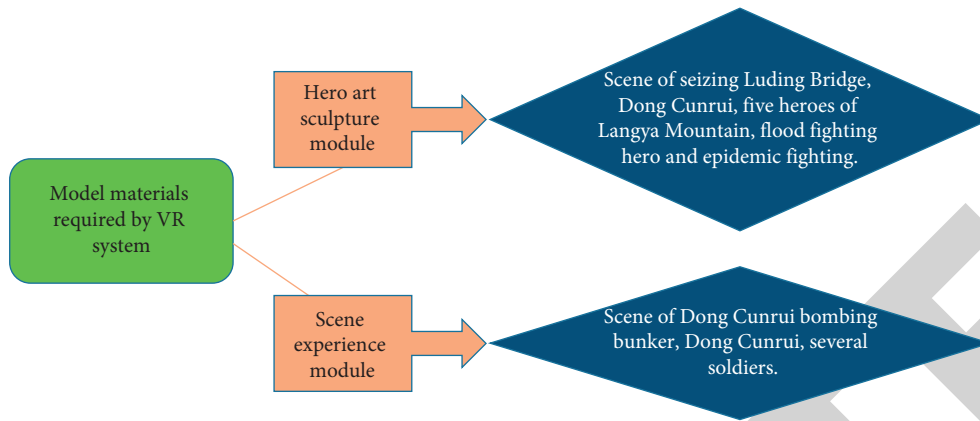 Hero art
sculpture
module
Scene of seizing Luding Bridge,
Dong Cunrui, five heroes of
Langya Mountain, flood fighting
hero and epidemic fighting.
Model materials
required by VR
system
Scene
experience
module
Scene of Dong Cunrui bombing
bunker, Dong Cunrui, several
soldiers.